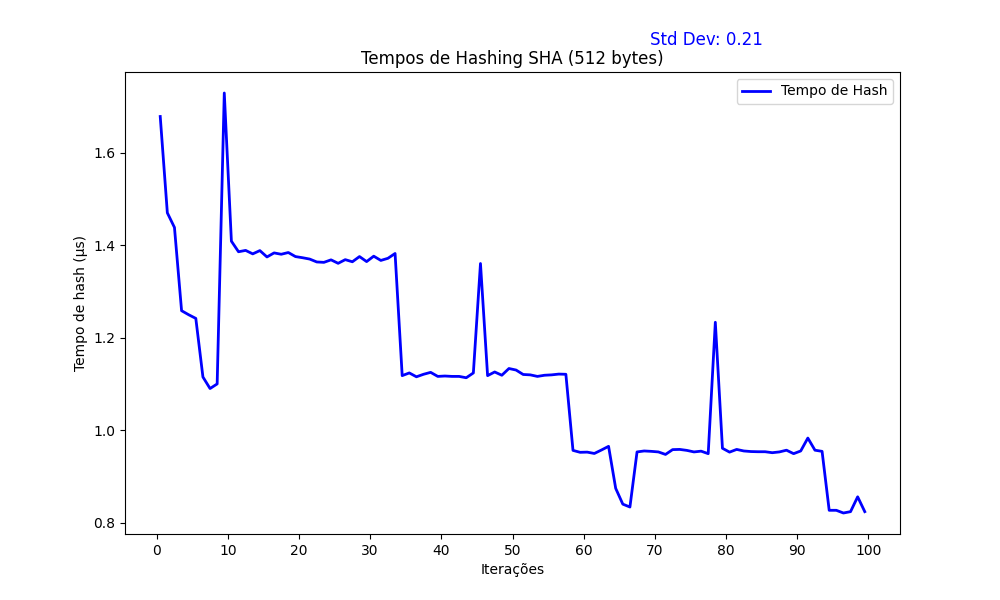 Std Dev: 0.21
Tempos de Hashing SHA (512 bytes)
Tempo de Hash
Tempo de hash (µs)
1.6
1.4
1.2
1.0
0.8
0 10 20 30 40 50 60 70 80 90 100
Iterações